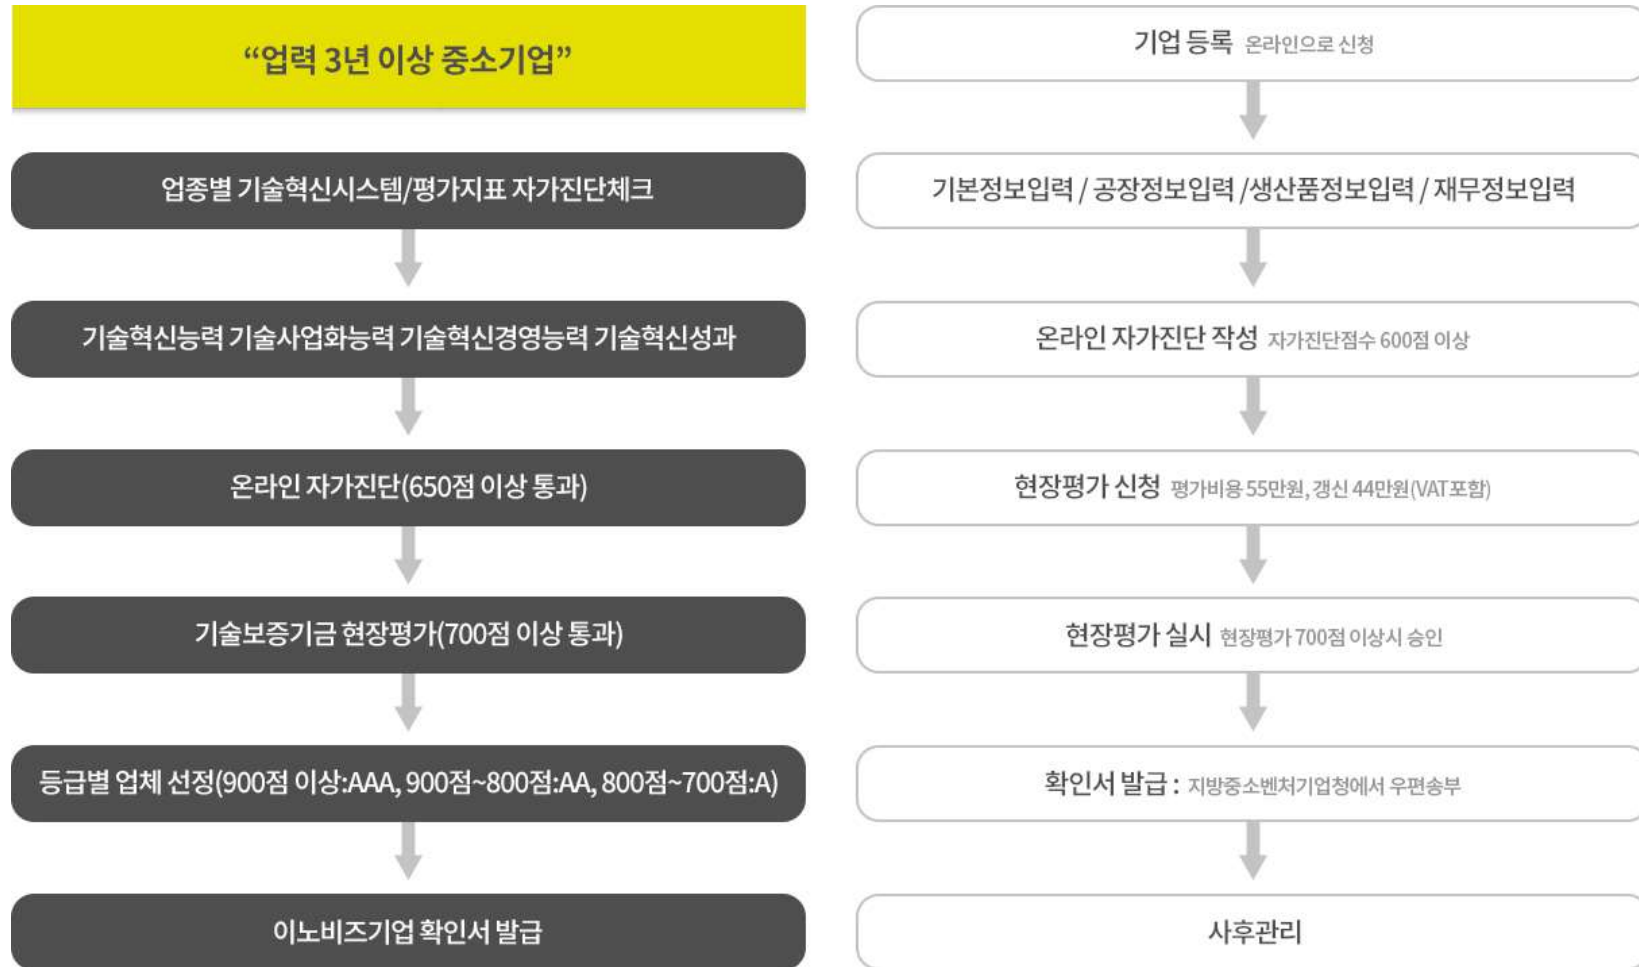 “업력 3년 이상 중소기업”
업종별 기술혁신시스템/평가지표 자가진단체크
기술혁신능력 기술사업화능력 기술혁신경영능력 기술혁신성과
온라인 자가진단(650점 이상 통과)
기술보증기금 현장평가(700점 이상 통과)
등급별 업체 선정(900점 이상:AAA, 900점~800점:AA, 800점~700점:A)
이노비즈기업 확인서 발급
기업 등록 온라인으로 신청
기본정보입력 / 공장정보입력 /생산품정보입력 / 재무정보입력
온라인 자가진단 작성 자가진단점수 600점 이상
현장평가 신청 평가비용 55만원, 갱신 44만원(VAT포함)
현장평가 실시 현장평가 700점 이상시 승인
확인서 발급 : 지방중소벤처기업청에서 우편송부
사후관리